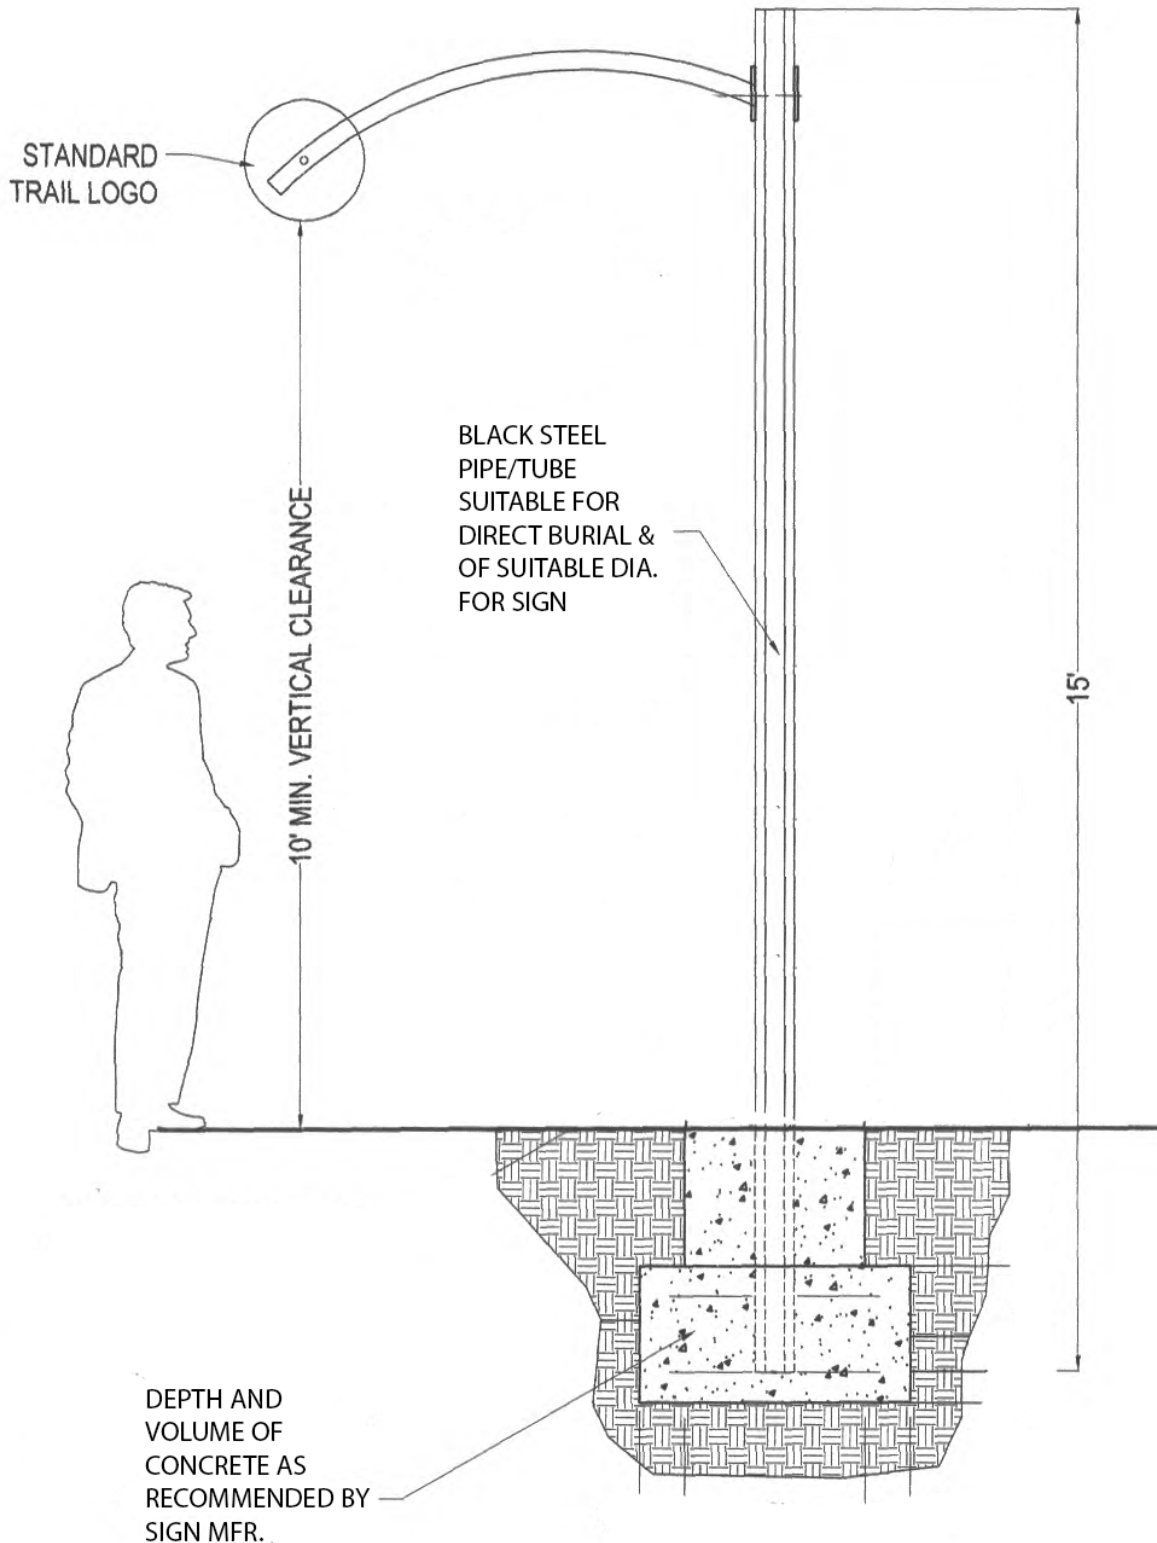 STANDARD
TRAIL LOGO
BLACK STEEL
PIPE/TUBE
SUITABLE FOR
DIRECT BURIAL &
OF SUITABLE DIA.
FOR SIGN
10' MIN. VERTICAL CLEARANCE
15'
DEPTH AND
VOLUME OF
CONCRETE AS
RECOMMENDED BY
SIGN MFR.